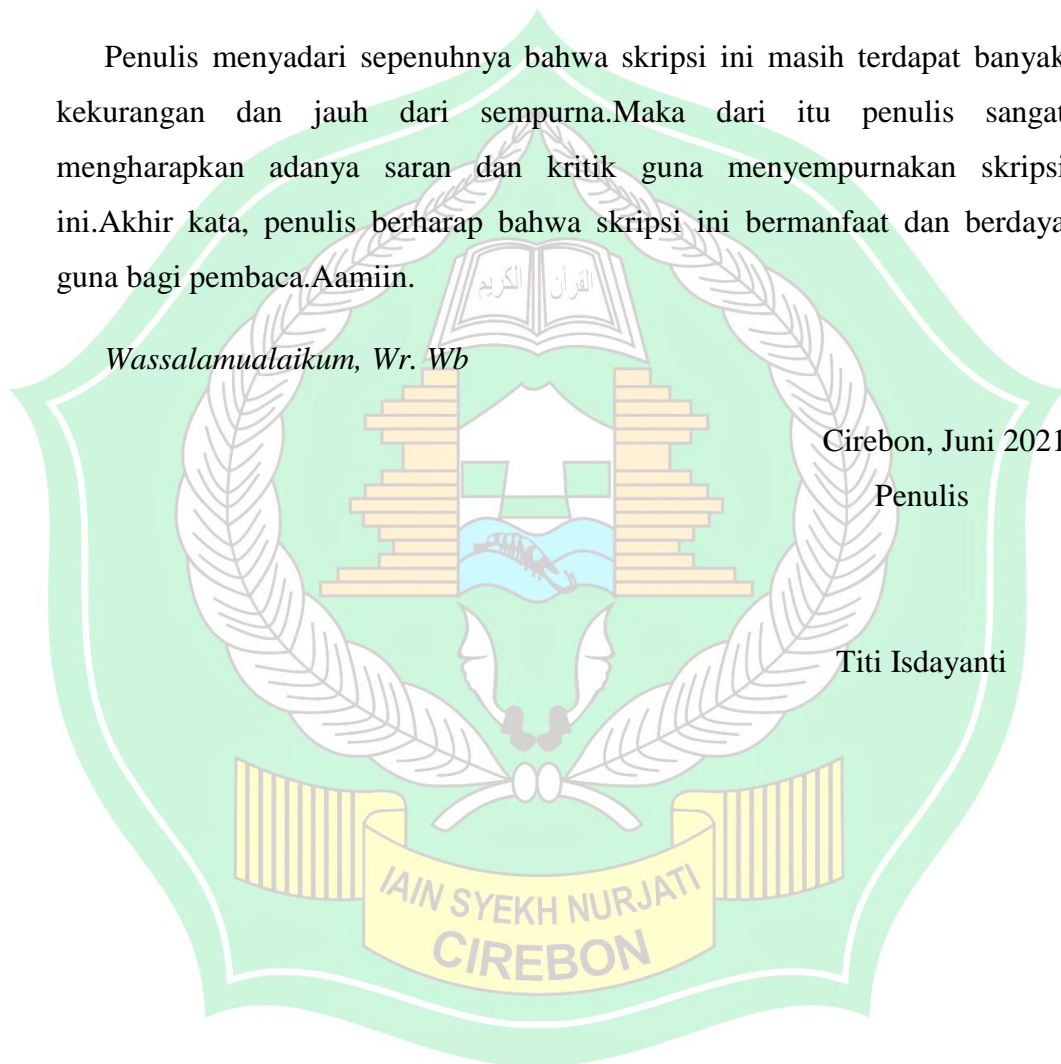 Penulis menyadari sepenuhnya bahwa skripsi ini masih terdapat banyak
kekurangan dan jauh dari sempurna.Maka dari itu penulis sangat
mengharapkan adanya saran dan kritik guna menyempurnakan skripsi
ini.Akhir kata, penulis berharap bahwa skripsi ini bermanfaat dan berdaya
guna bagi pembaca.Aamiin.
القرأن الكريم
Wassalamualaikum, Wr. Wb
Cirebon, Juni 2021
Penulis
Titi Isdayanti
IAIN SYEKH NURJATI
CIREBON